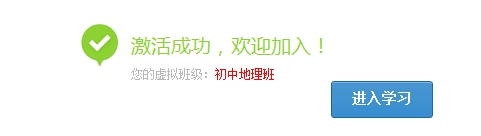 激活成功，欢迎加入！
您的虚拟班级：初中地理班
进入学习